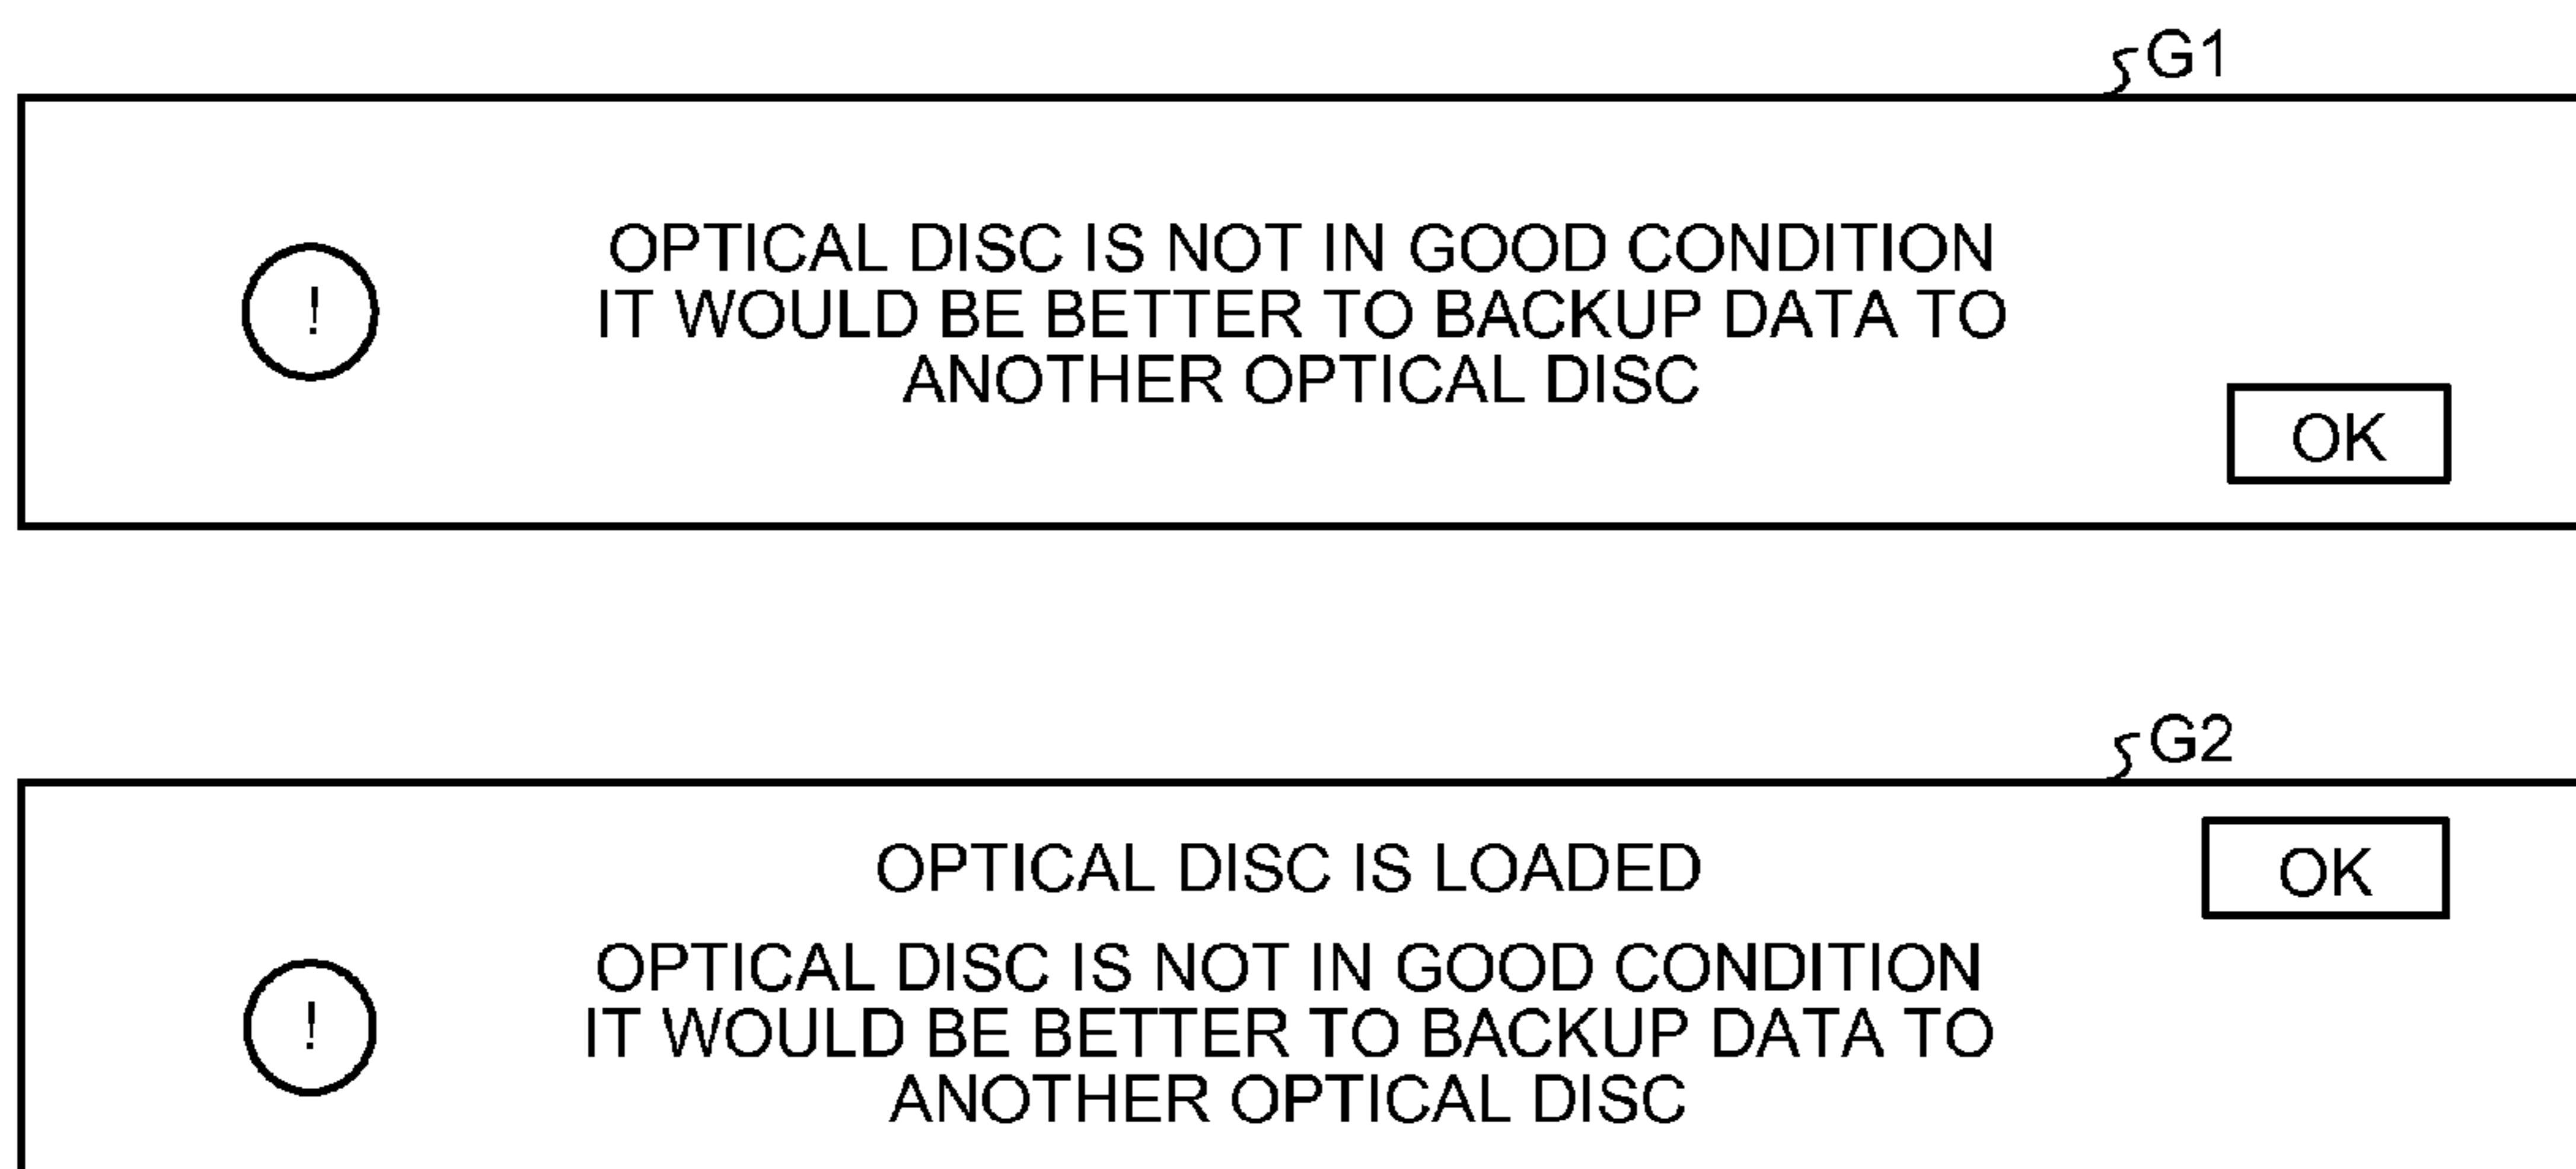 G1
OPTICAL DISC IS NOT IN GOOD CONDITION
!
IT WOULD BE BETTER TO BACKUP DATA TO
ANOTHER OPTICAL DISC
OK
G2
OPTICAL DISC IS LOADED
OK
OPTICAL DISC IS NOT IN GOOD CONDITION
!
IT WOULD BE BETTER TO BACKUP DATA TO
ANOTHER OPTICAL DISC